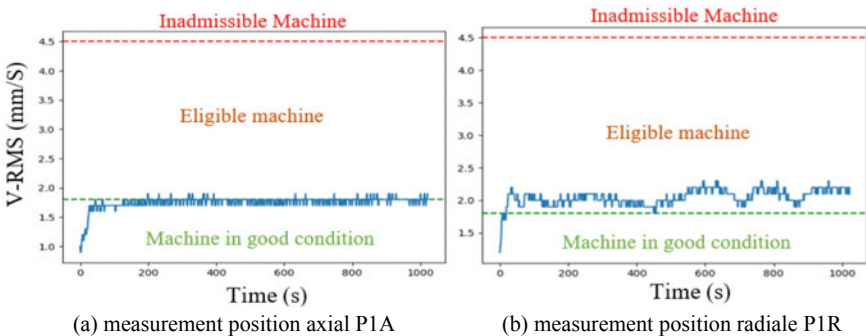 Inadmissible Machine
4.5
4.0
3.5
3.0
2.5
2.0
1.5
1.0
V-RMS (mm/S)
Eligible machine
Machine in good condition
0 200 400 600 800 1000
Time (s)
(a) measurement position axial P1A
Inadmissible Machine
4.5
4.0
3.5
3.0
2.5
2.0
1.5
Eligible machine
Machine in good condition
0 200 400 600 800 1000
Time (s)
(b) measurement position radiale P1R